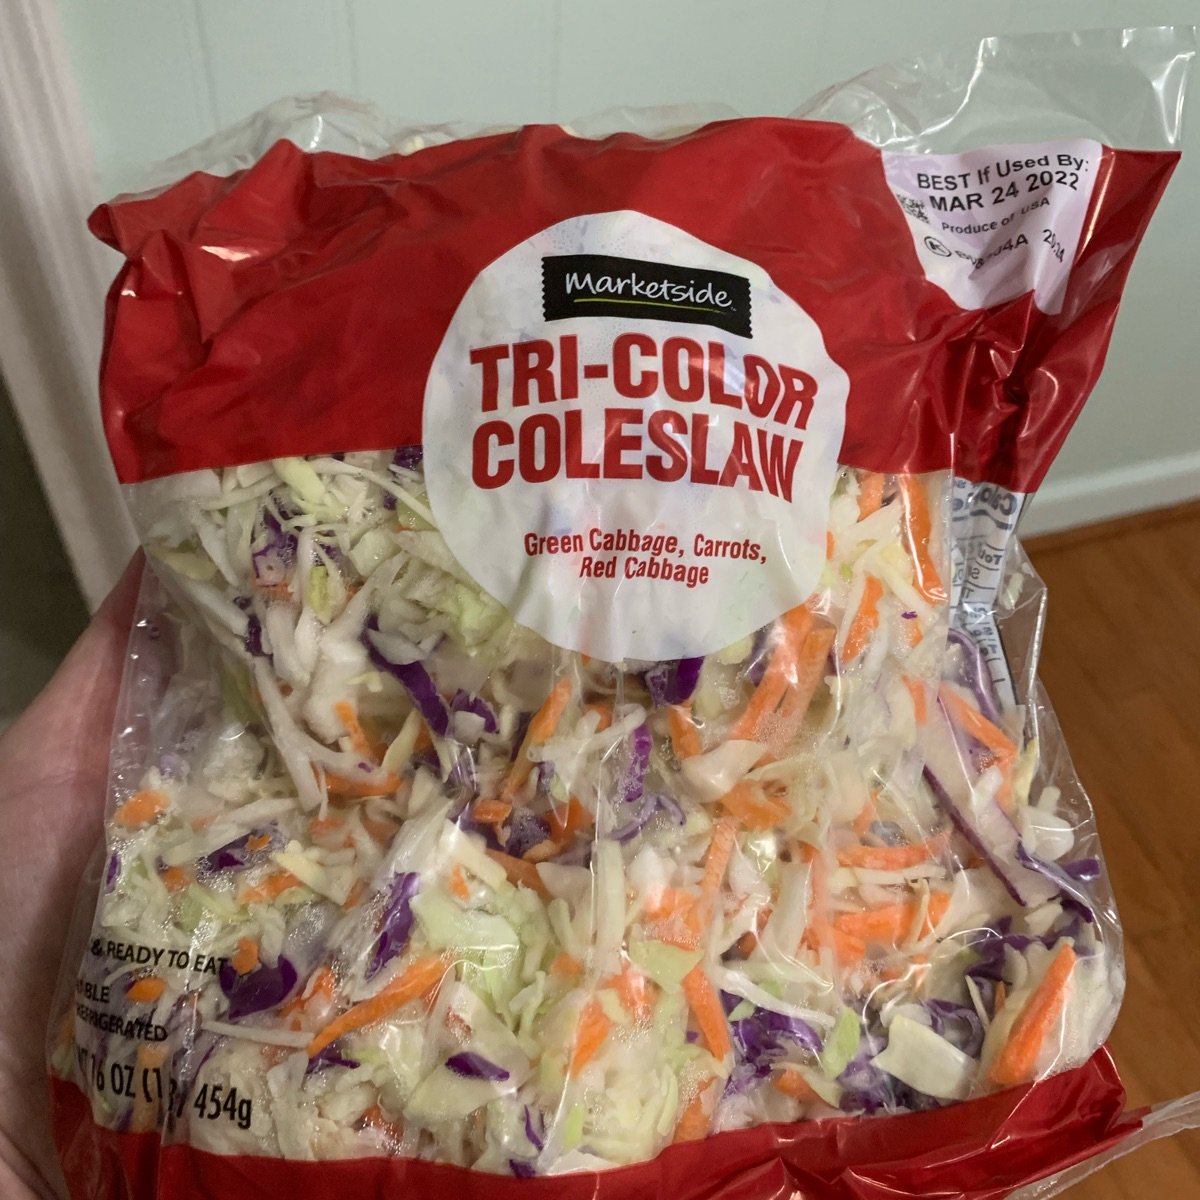 BEST If Used By:
MAR 24 2022
Produce of USA
K
Marketside
TRI-COLOR
COLESLAW
Green Cabbage, Carrots,
Red Cabbage
& READY TO EAT
454g